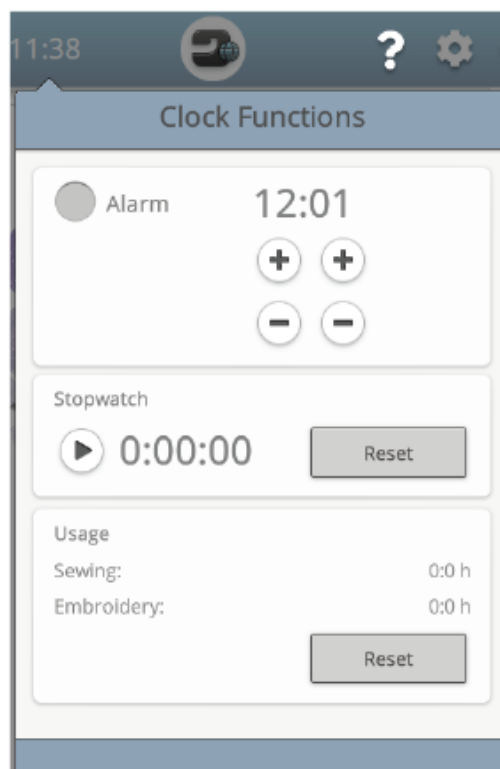 11:38 ?
Clock Functions
Alarm 12:01
+ +
− −
Stopwatch
0:00:00 Reset
Usage
Sewing: 0:0 h
Embroidery: 0:0 h
Reset